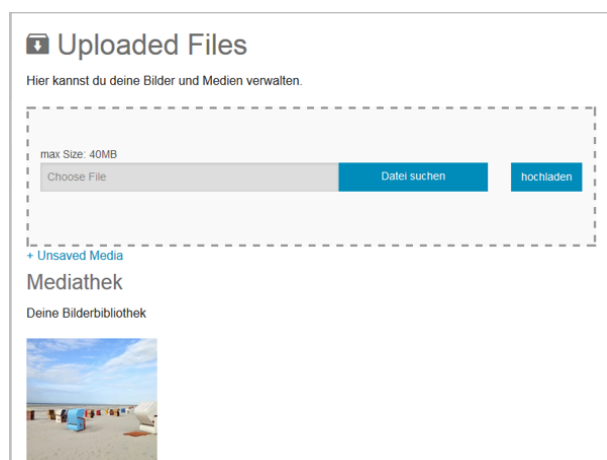 Uploaded Files
Hier kannst du deine Bilder und Medien verwalten.
max Size: 40MB
Choose File
Datei suchen
hochladen
+ Unsaved Media
Mediathek
Deine Bilderbibliothek